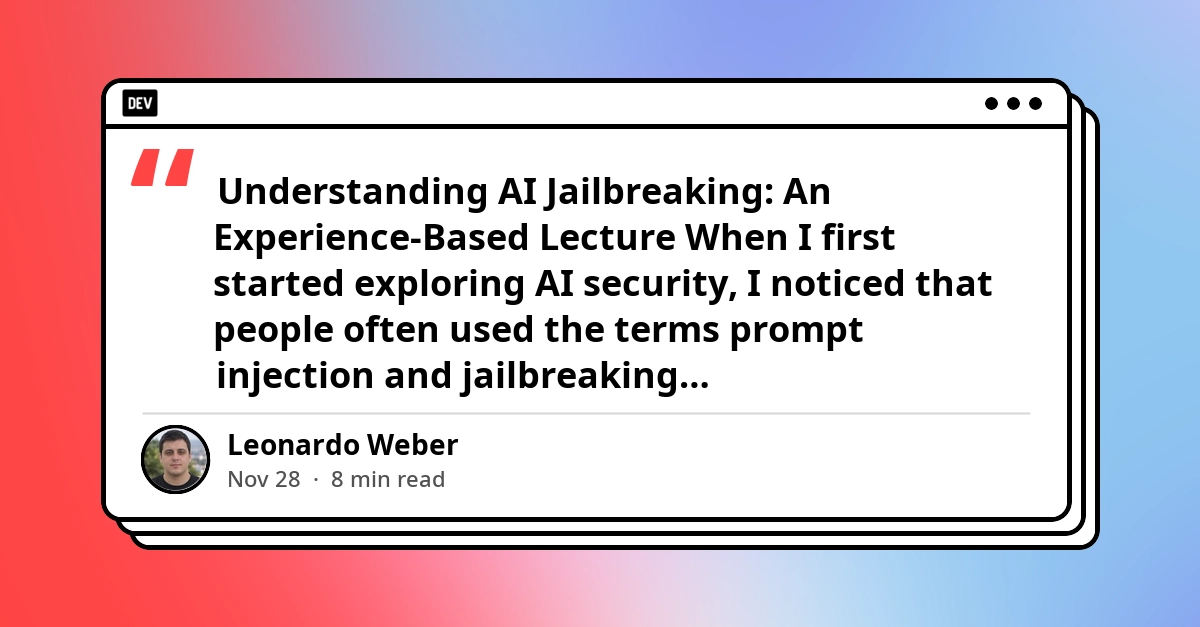 DEV
“ Understanding AI Jailbreaking: An
Experience-Based Lecture When I first
started exploring AI security, I noticed that
people often used the terms prompt
injection and jailbreaking...
Leonardo Weber
Nov 28 · 8 min read